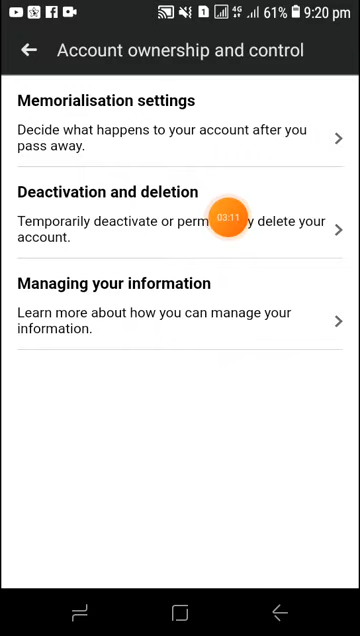 61% 9:20 pm
Account ownership and control
Memorialisation settings
Decide what happens to your account after you
pass away.
Deactivation and deletion
Temporarily deactivate or perm y delete your
account.
03:11
Managing your information
Learn more about how you can manage your
information.